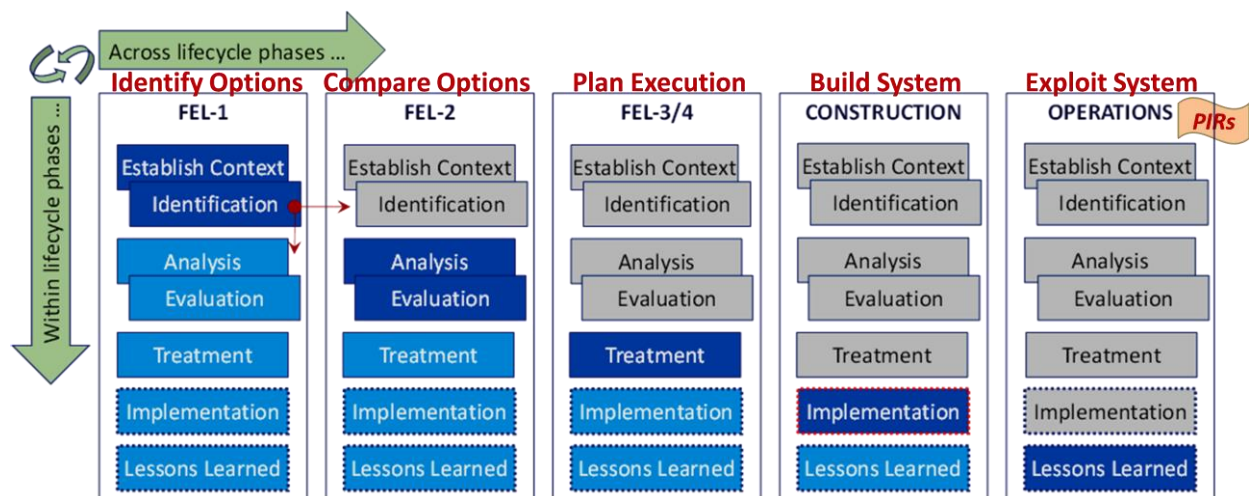 Across lifecycle phases ...
Within lifecycle phases ...
Identify Options
FEL-1
Establish Context
Identification
Analysis
Evaluation
Treatment
Implementation
Lessons Learned
Compare Options
FEL-2
Establish Context
Identification
Analysis
Evaluation
Treatment
Implementation
Lessons Learned
Plan Execution
FEL-3/4
Establish Context
Identification
Analysis
Evaluation
Treatment
Implementation
Lessons Learned
Build System
CONSTRUCTION
Establish Context
Identification
Analysis
Evaluation
Treatment
Implementation
Lessons Learned
Exploit System
OPERATIONS
PIRs
Establish Context
Identification
Analysis
Evaluation
Treatment
Implementation
Lessons Learned